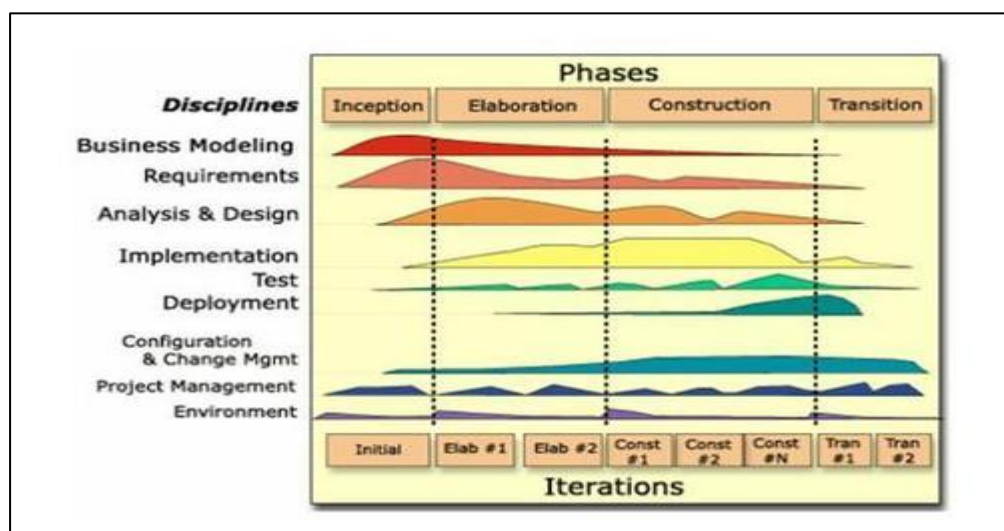 Phases
Disciplines Inception Elaboration Construction Transition
Business Modeling
Requirements
Analysis & Design
Implementation
Test
Deployment
Configuration
& Change Mgmt
Project Management
Environment
Initial Elab #1 Elab #2 Const #1 Const #2 Const #N Tran #1 Tran #2
Iterations